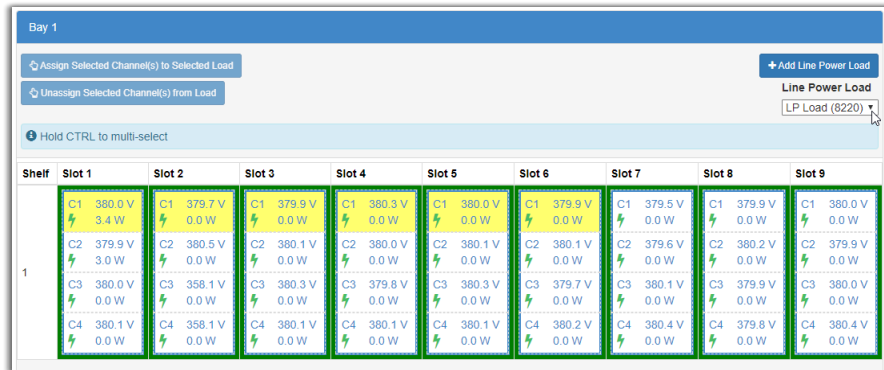 Bay 1
Assign Selected Channel(s) to Selected Load
+ Add Line Power Load
Unassign Selected Channel(s) from Load
Line Power Load
LP Load (8220)
Hold CTRL to multi-select
Shelf Slot 1 Slot 2 Slot 3 Slot 4 Slot 5 Slot 6 Slot 7 Slot 8 Slot 9
C1 380.0 V C1 379.7 V C1 379.9 V C1 380.3 V C1 380.0 V C1 379.9 V C1 379.5 V C1 379.9 V C1 380.0 V
3.4 W 0.0 W 0.0 W 0.0 W 0.0 W 0.0 W 0.0 W 0.0 W 0.0 W
C2 379.9 V C2 380.5 V C2 380.1 V C2 380.0 V C2 380.1 V C2 380.1 V C2 379.6 V C2 380.2 V C2 379.9 V
3.0 W 0.0 W 0.0 W 0.0 W 0.0 W 0.0 W 0.0 W 0.0 W 0.0 W
1
C3 380.0 V C3 358.1 V C3 380.3 V C3 379.8 V C3 380.3 V C3 379.7 V C3 380.1 V C3 379.9 V C3 380.0 V
0.0 W 0.0 W 0.0 W 0.0 W 0.0 W 0.0 W 0.0 W 0.0 W 0.0 W
C4 380.1 V C4 358.1 V C4 380.1 V C4 380.1 V C4 380.1 V C4 380.2 V C4 380.4 V C4 379.8 V C4 380.4 V
0.0 W 0.0 W 0.0 W 0.0 W 0.0 W 0.0 W 0.0 W 0.0 W 0.0 W